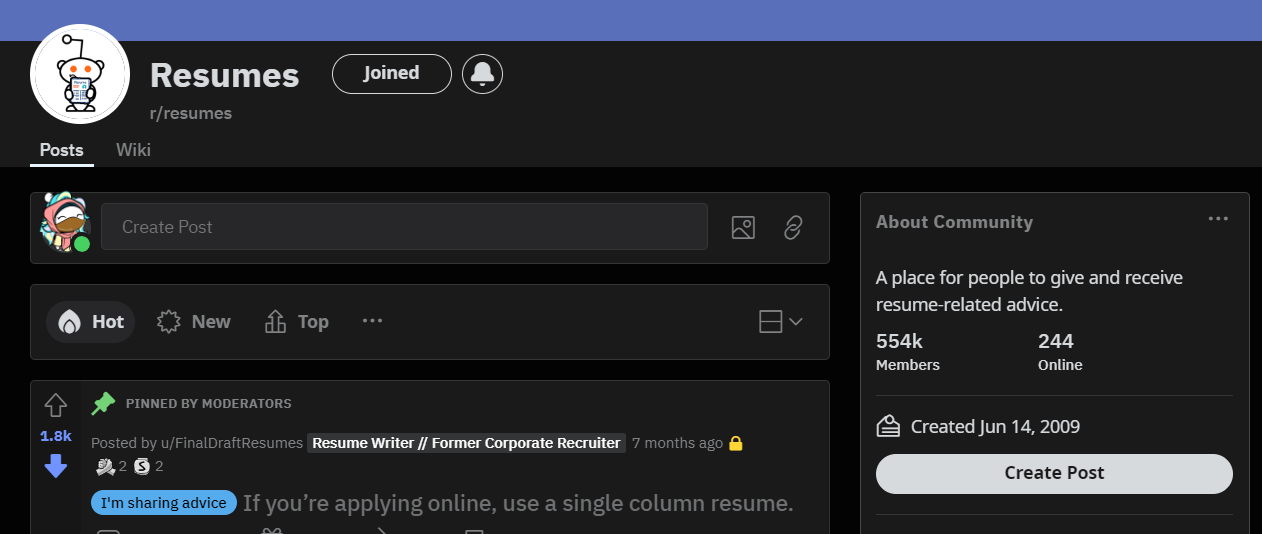 Resumes
Joined
r/resumes
Posts Wiki
Create Post
Hot New Top
PINNED BY MODERATORS
1.8k
Posted by u/FinalDraftResumes Resume Writer // Former Corporate Recruiter 7 months ago
2 S 2
I'm sharing advice If you’re applying online, use a single column resume.
About Community
A place for people to give and receive
resume-related advice.
554k 244
Members Online
Created Jun 14, 2009
Create Post